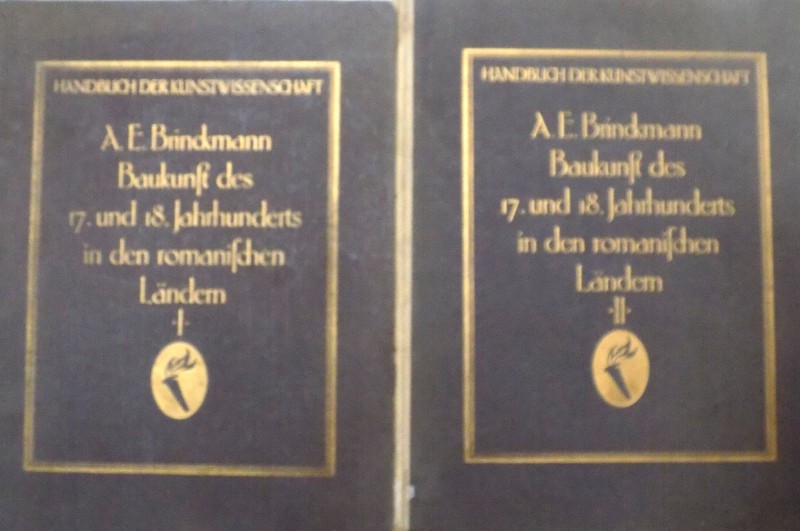 HANDBUCH DER KUNSTWISSENSCHAFT
A. E. Brinckmann
Baukunſt des
17. und 18. Jahrhunderts
in den romaniſchen
Ländern
·I·
HANDBUCH DER KUNSTWISSENSCHAFT
A. E. Brinckmann
Baukunſt des
17. und 18. Jahrhunderts
in den romaniſchen
Ländern
·II·